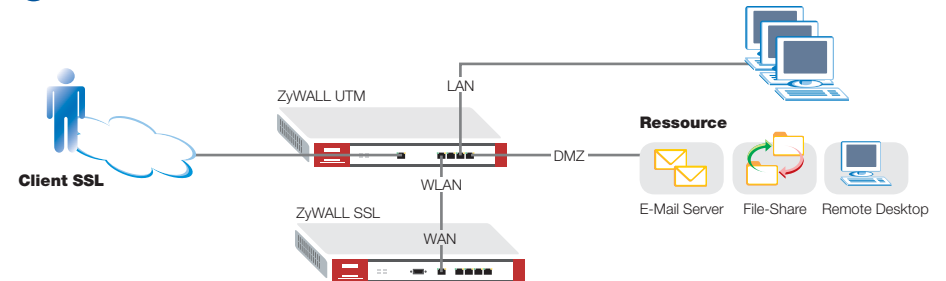 ZyWALL UTM
LAN
Ressource
DMZ
Client SSL
WLAN
E-Mail Server
File-Share
Remote Desktop
ZyWALL SSL
WAN